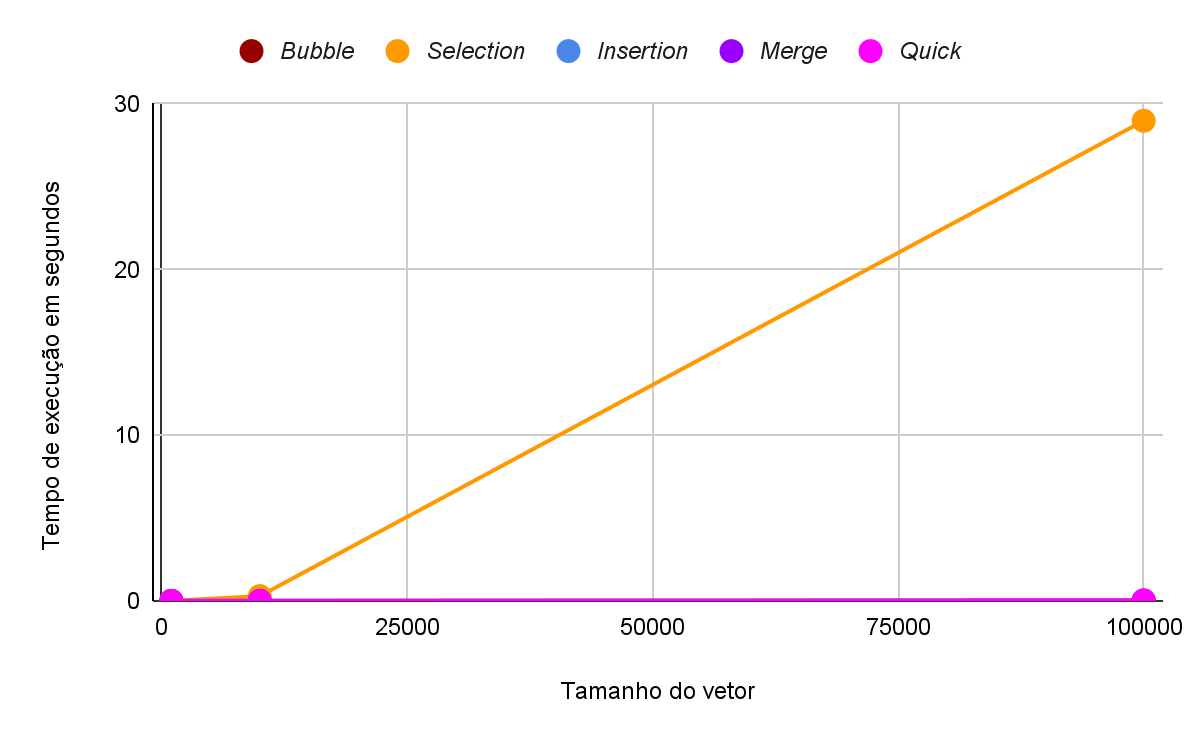 Bubble Selection Insertion Merge Quick
30
20
10
0
Tempo de execução em segundos
0 25000 50000 75000 100000
Tamanho do vetor